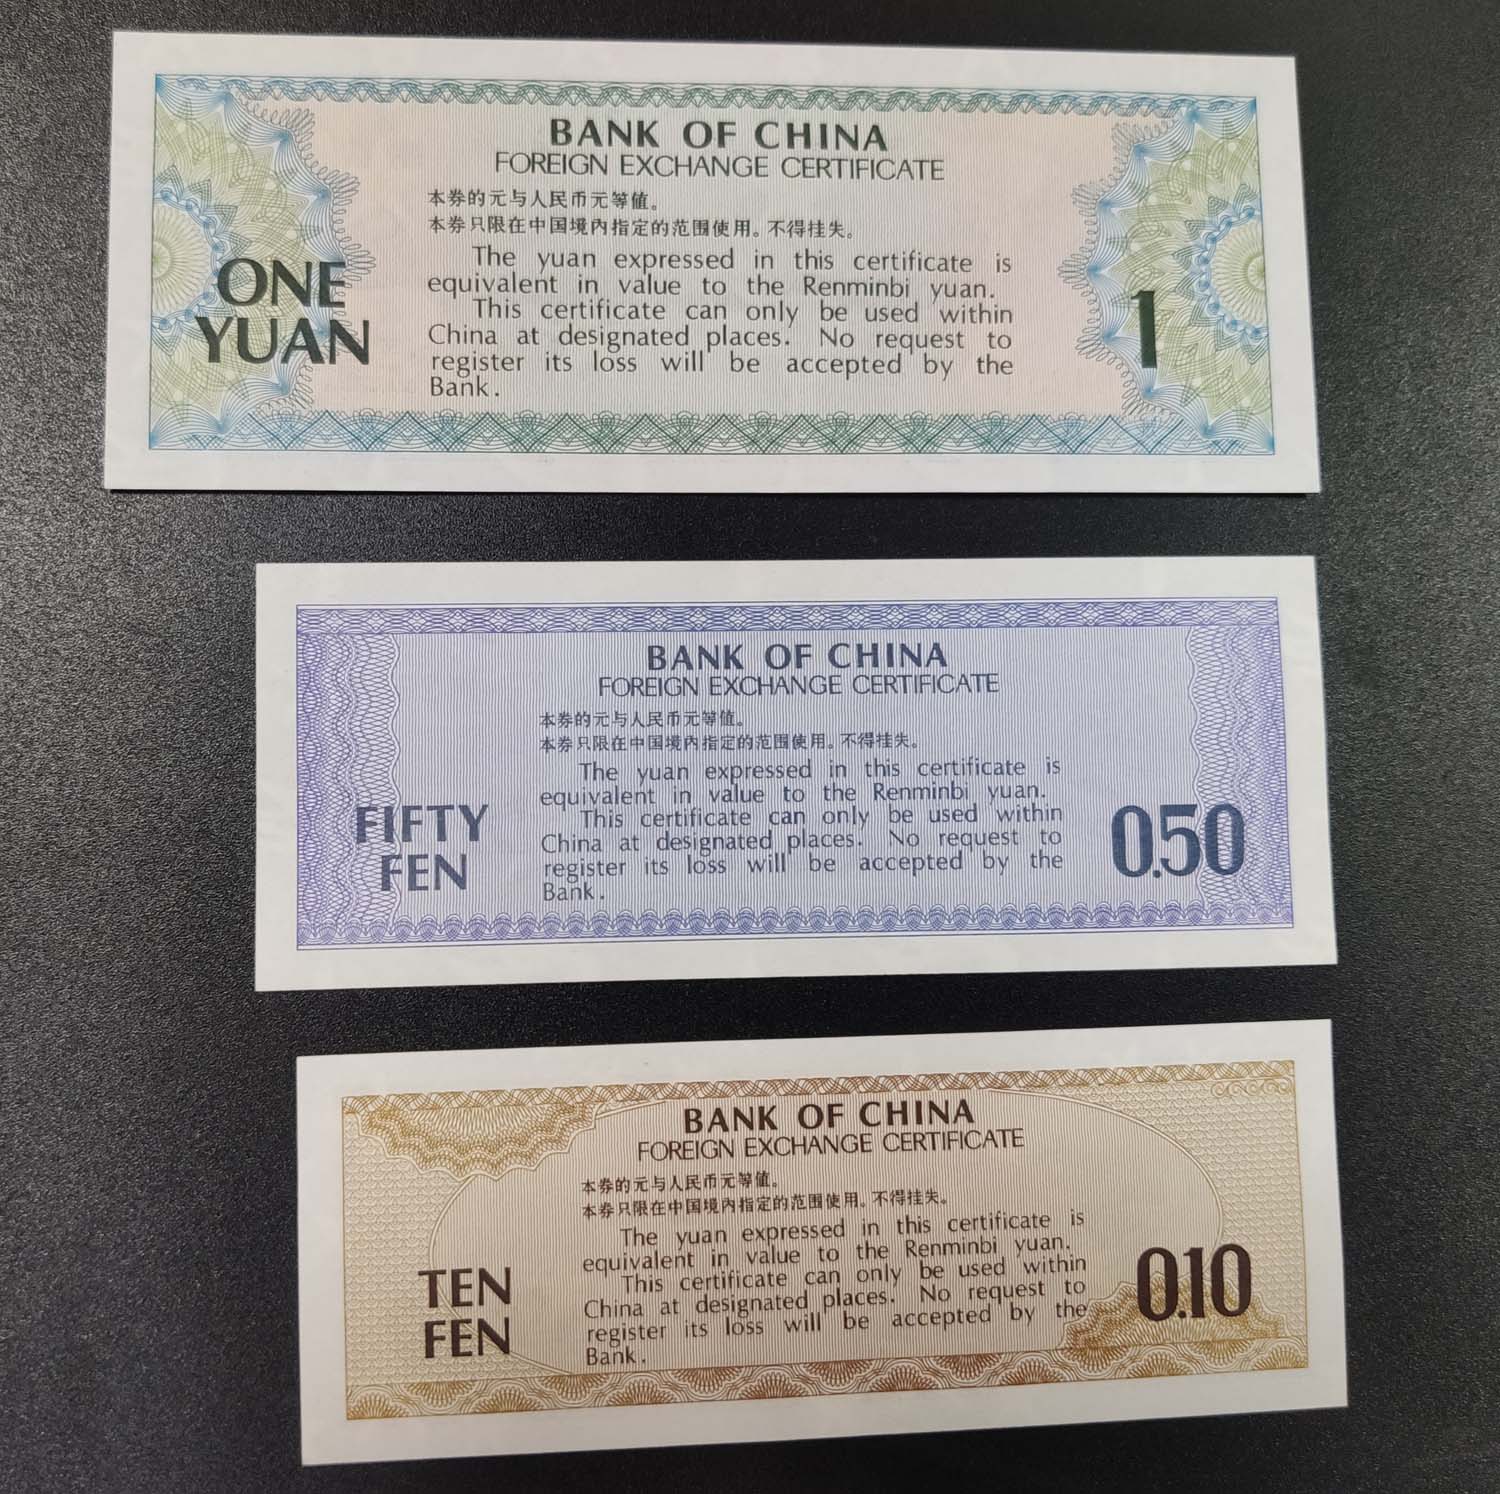 BANK OF CHINA
FOREIGN EXCHANGE CERTIFICATE
本券的元与人民币元等值。
本券只限在中国境内指定的范围使用。不得挂失。
The yuan expressed in this certificate is
equivalent in value to the Renminbi yuan.
This certificate can only be used within
China at designated places. No request to
register its loss will be accepted by the
Bank.
ONE
YUAN
1
BANK OF CHINA
FOREIGN EXCHANGE CERTIFICATE
本券的元与人民币元等值。
本券只限在中国境内指定的范围使用。不得挂失。
The yuan expressed in this certificate is
equivalent in value to the Renminbi yuan.
This certificate can only be used within
China at designated places. No request to
register its loss will be accepted by the
Bank.
FIFTY
FEN
0.50
BANK OF CHINA
FOREIGN EXCHANGE CERTIFICATE
本券的元与人民币元等值。
本券只限在中国境内指定的范围使用。不得挂失。
The yuan expressed in this certificate is
equivalent in value to the Renminbi yuan.
This certificate can only be used within
China at designated places. No request to
register its loss will be accepted by the
Bank.
TEN
FEN
0.10